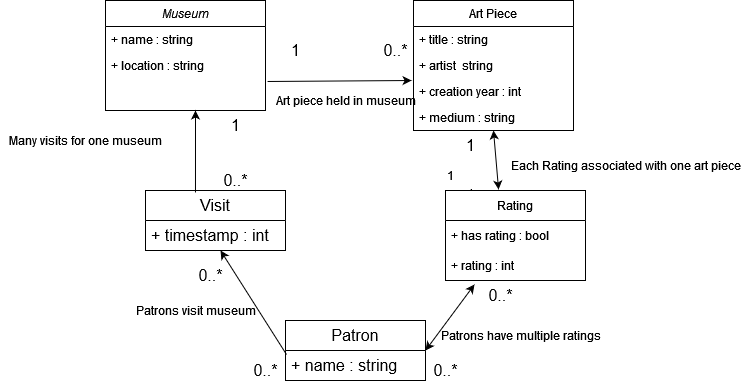 Museum
+ name : string
+ location : string
Art Piece
+ title : string
+ artist  string
+ creation year : int
+ medium : string
1
0..*
Art piece held in museum
1
Many visits for one museum
0..*
1
Each Rating associated with one art piece
1
Visit
+ timestamp : int
Rating
+ has rating : bool
+ rating : int
0..*
0..*
Patrons visit museum
Patrons have multiple ratings
Patron
+ name : string
0..*
0..*